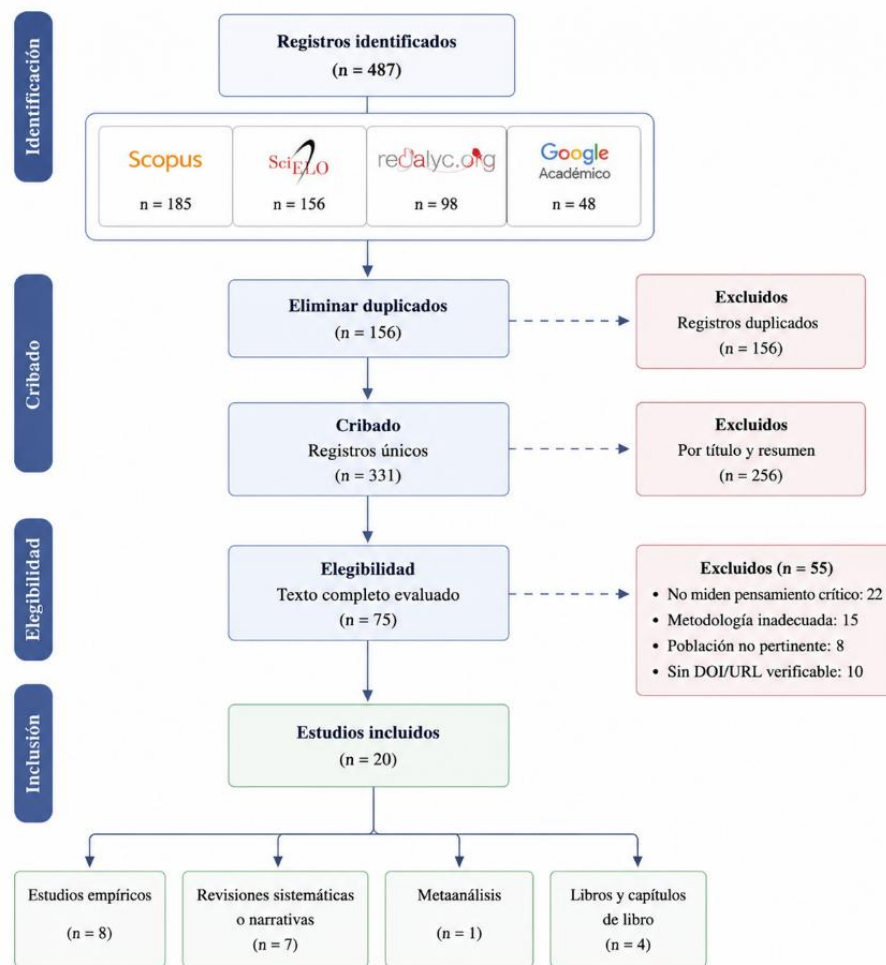 Identificación
Registros identificados
(n = 487)
Scopus
n = 185
SciELO
n = 156
redalyc.org
n = 98
Google
Académico
n = 48
Cribado
Eliminar duplicados
(n = 156)
Excluidos
Registros duplicados
(n = 156)
Cribado
Registros únicos
(n = 331)
Excluidos
Por título y resumen
(n = 256)
Elegibilidad
Elegibilidad
Texto completo evaluado
(n = 75)
Excluidos (n = 55)
• No miden pensamiento crítico: 22
• Metodología inadecuada: 15
• Población no pertinente: 8
• Sin DOI/URL verificable: 10
Inclusión
Estudios incluidos
(n = 20)
Estudios empíricos
(n = 8)
Revisiones sistemáticas
o narrativas
(n = 7)
Metaanálisis
(n = 1)
Libros y capítulos
de libro
(n = 4)